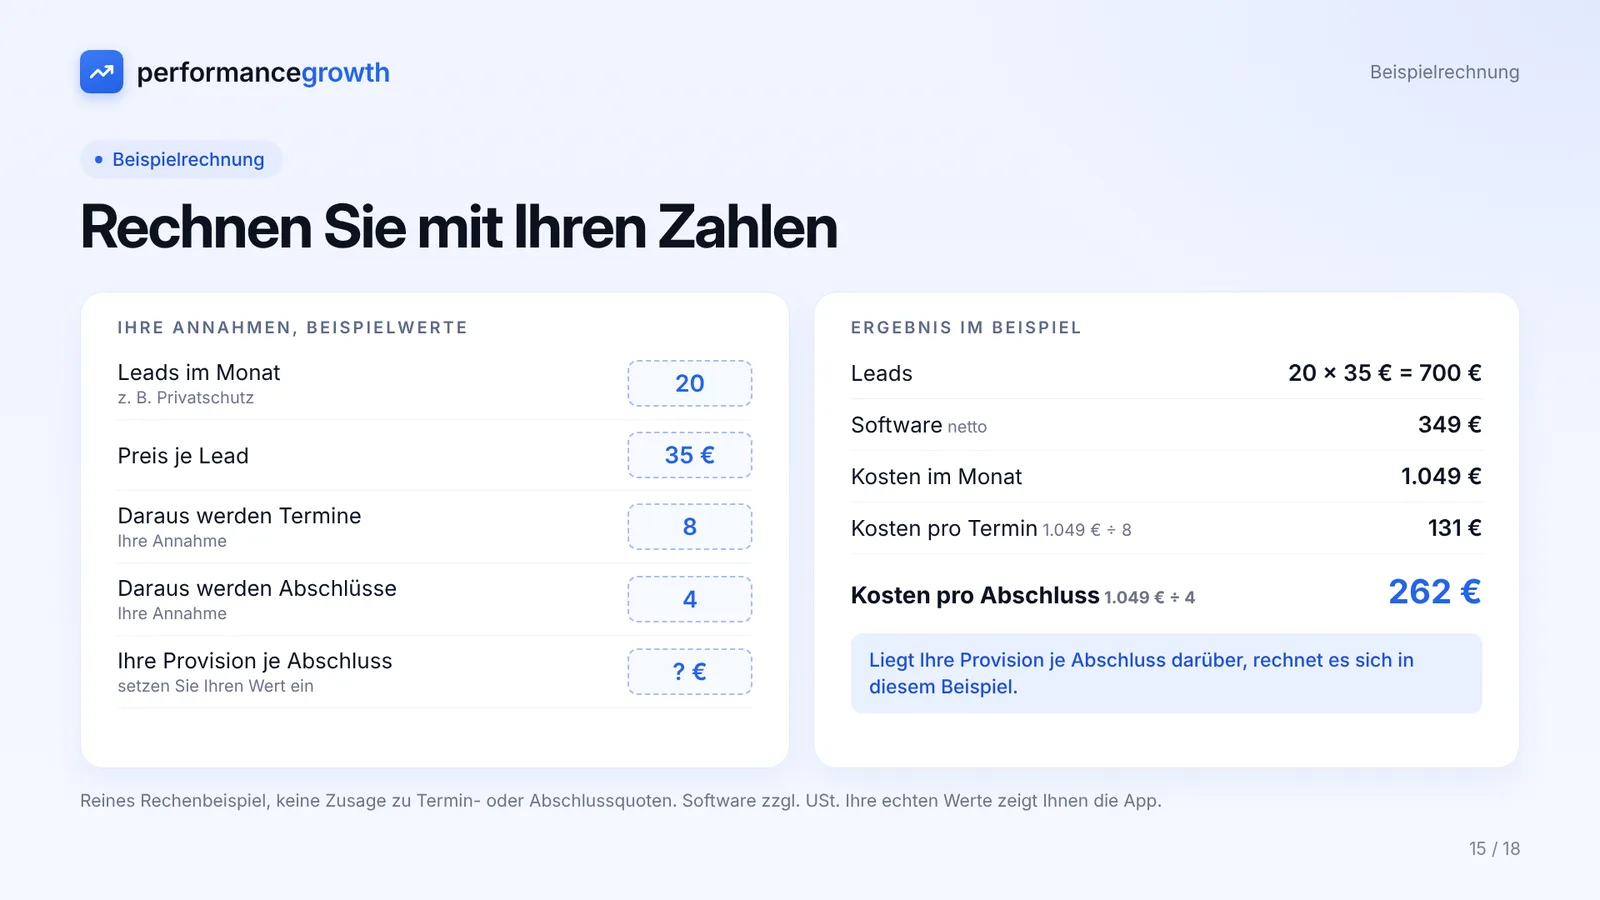 performancegrowth
Beispielrechnung
Beispielrechnung
Rechnen Sie mit Ihren Zahlen
IHRE ANNAHMEN, BEISPIELWERTE
Leads im Monat
z. B. Privatschutz
20
Preis je Lead
35 €
Daraus werden Termine
Ihre Annahme
8
Daraus werden Abschlüsse
Ihre Annahme
4
Ihre Provision je Abschluss
setzen Sie Ihren Wert ein
? €
ERGEBNIS IM BEISPIEL
Leads 20 × 35 € = 700 €
Software netto 349 €
Kosten im Monat 1.049 €
Kosten pro Termin 1.049 € ÷ 8 131 €
Kosten pro Abschluss 1.049 € ÷ 4 262 €
Liegt Ihre Provision je Abschluss darüber, rechnet es sich in
diesem Beispiel.
Reines Rechenbeispiel, keine Zusage zu Termin- oder Abschlussquoten. Software zzgl. USt. Ihre echten Werte zeigt Ihnen die App.
15 / 18